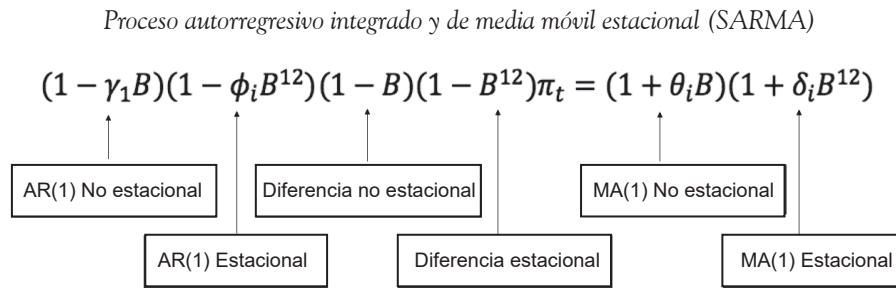 Proceso autorregresivo integrado y de media móvil estacional (SARMA)
(1 − γ₁B)(1 − ϕᵢB¹²)(1 − B)(1 − B¹²)πₜ = (1 + θᵢB)(1 + δᵢB¹²)
AR(1) No estacional
Diferencia no estacional
MA(1) No estacional
AR(1) Estacional
Diferencia estacional
MA(1) Estacional